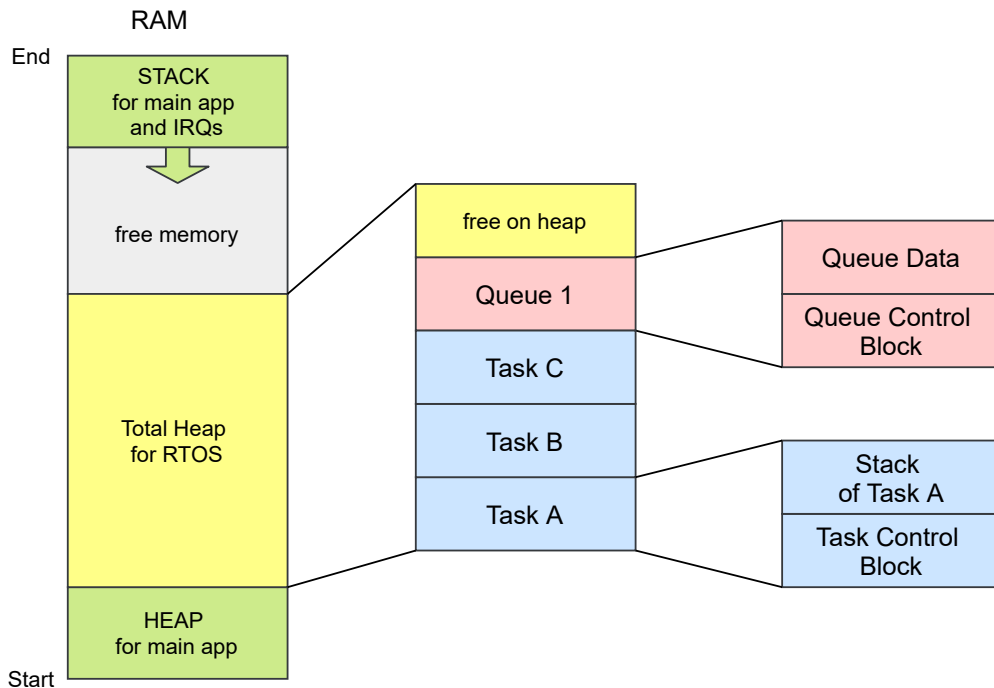 RAM
End
STACK
for main app
and IRQs
free memory
Total Heap
for RTOS
HEAP
for main app
Start
free on heap
Queue 1
Task C
Task B
Task A
Queue Data
Queue Control
Block
Stack
of Task A
Task Control
Block